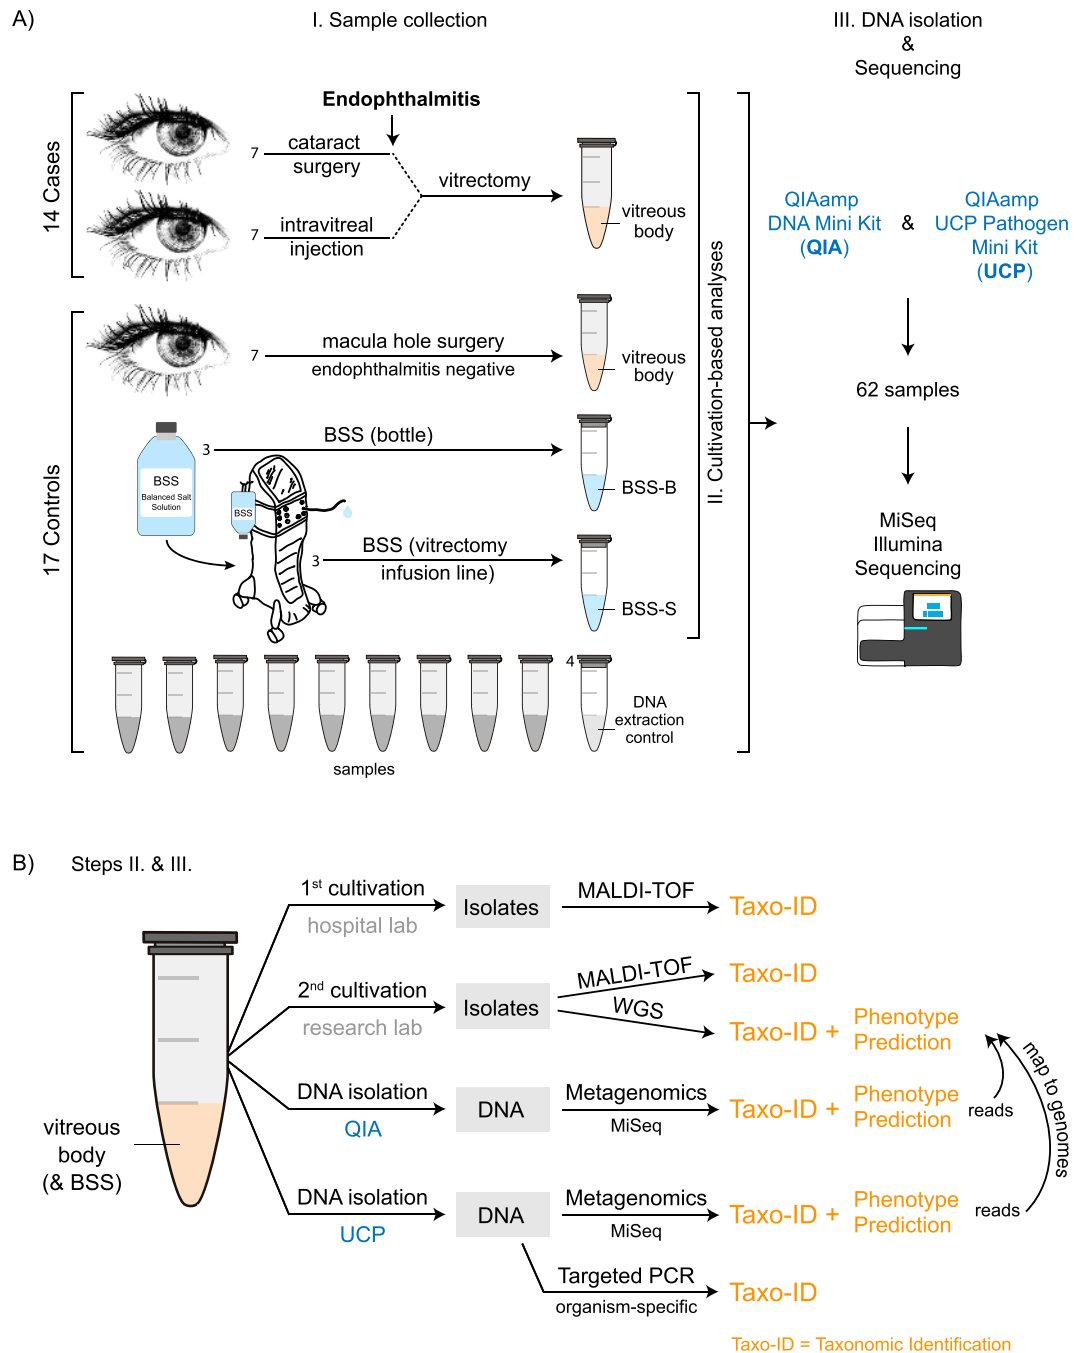 A)
I. Sample collection
III. DNA isolation
&
Sequencing
14 Cases
Endophthalmitis
7
cataract
surgery
vitrectomy
7
intravitreal
injection
vitreous
body
17 Controls
7
macula hole surgery
endophthalmitis negative
vitreous
body
BSS
Balanced Salt
Solution
3
BSS (bottle)
BSS-B
BSS
3
BSS (vitrectomy
infusion line)
BSS-S
4
DNA
extraction
control
samples
II. Cultivation-based analyses
QIAamp
DNA Mini Kit
(QIA)
&
QIAamp
UCP Pathogen
Mini Kit
(UCP)
62 samples
MiSeq
Illumina
Sequencing
B)
Steps II. & III.
vitreous
body
(& BSS)
1st cultivation
hospital lab
Isolates
MALDI-TOF
Taxo-ID
2nd cultivation
research lab
Isolates
MALDI-TOF
Taxo-ID
WGS
Taxo-ID + Phenotype
Prediction
DNA isolation
QIA
DNA
Metagenomics
MiSeq
Taxo-ID + Phenotype
Prediction
reads
map to genomes
DNA isolation
UCP
DNA
Metagenomics
MiSeq
Taxo-ID + Phenotype
Prediction
reads
Targeted PCR
organism-specific
Taxo-ID
Taxo-ID = Taxonomic Identification